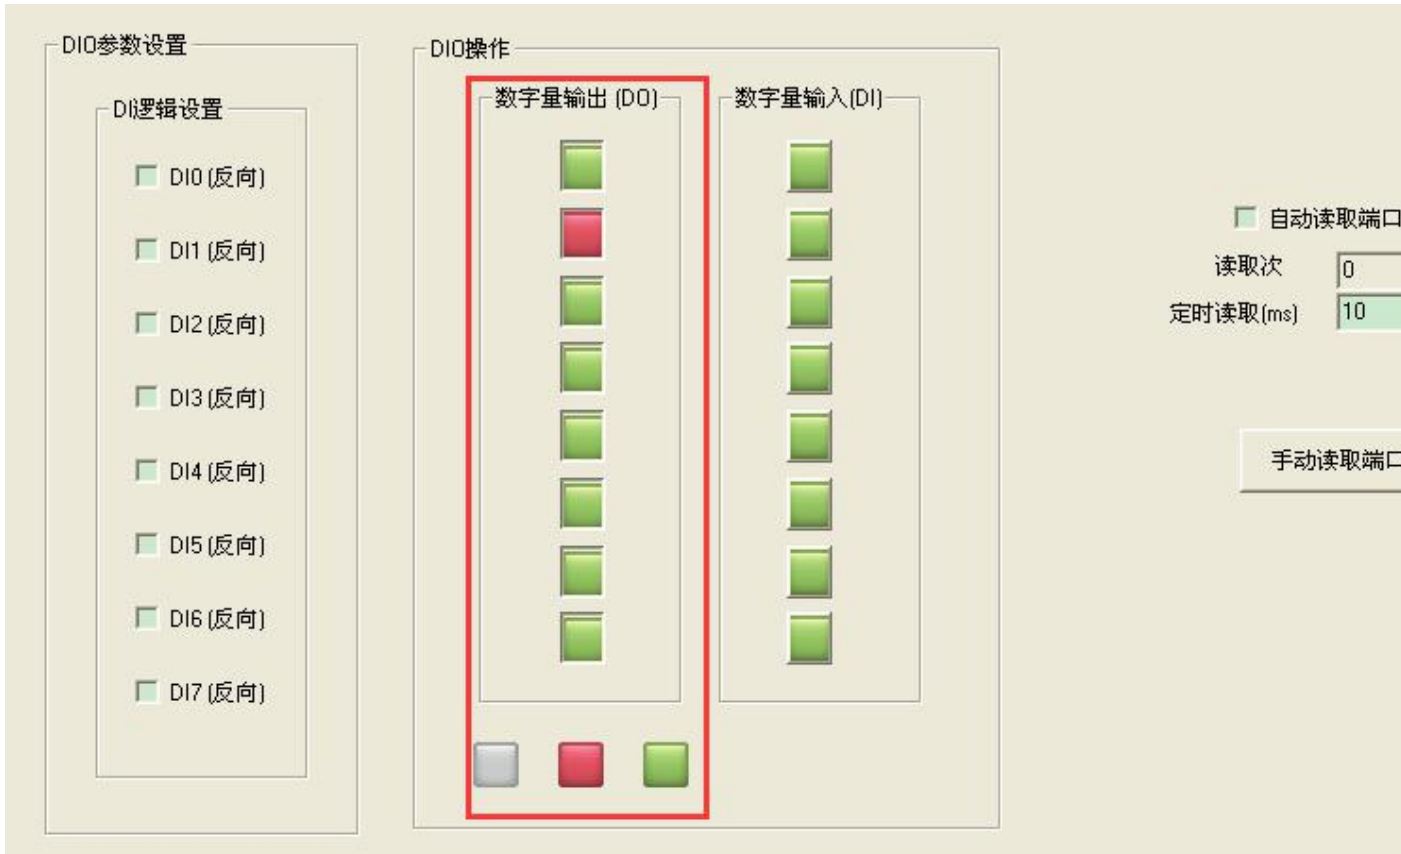 DIO参数设置
DI逻辑设置
DI0 (反向)
DI1 (反向)
DI2 (反向)
DI3 (反向)
DI4 (反向)
DI5 (反向)
DI6 (反向)
DI7 (反向)
DIO操作
数字量输出 (DO)
数字量输入(DI)
自动读取端口
读取次 0
定时读取(ms) 10
手动读取端口